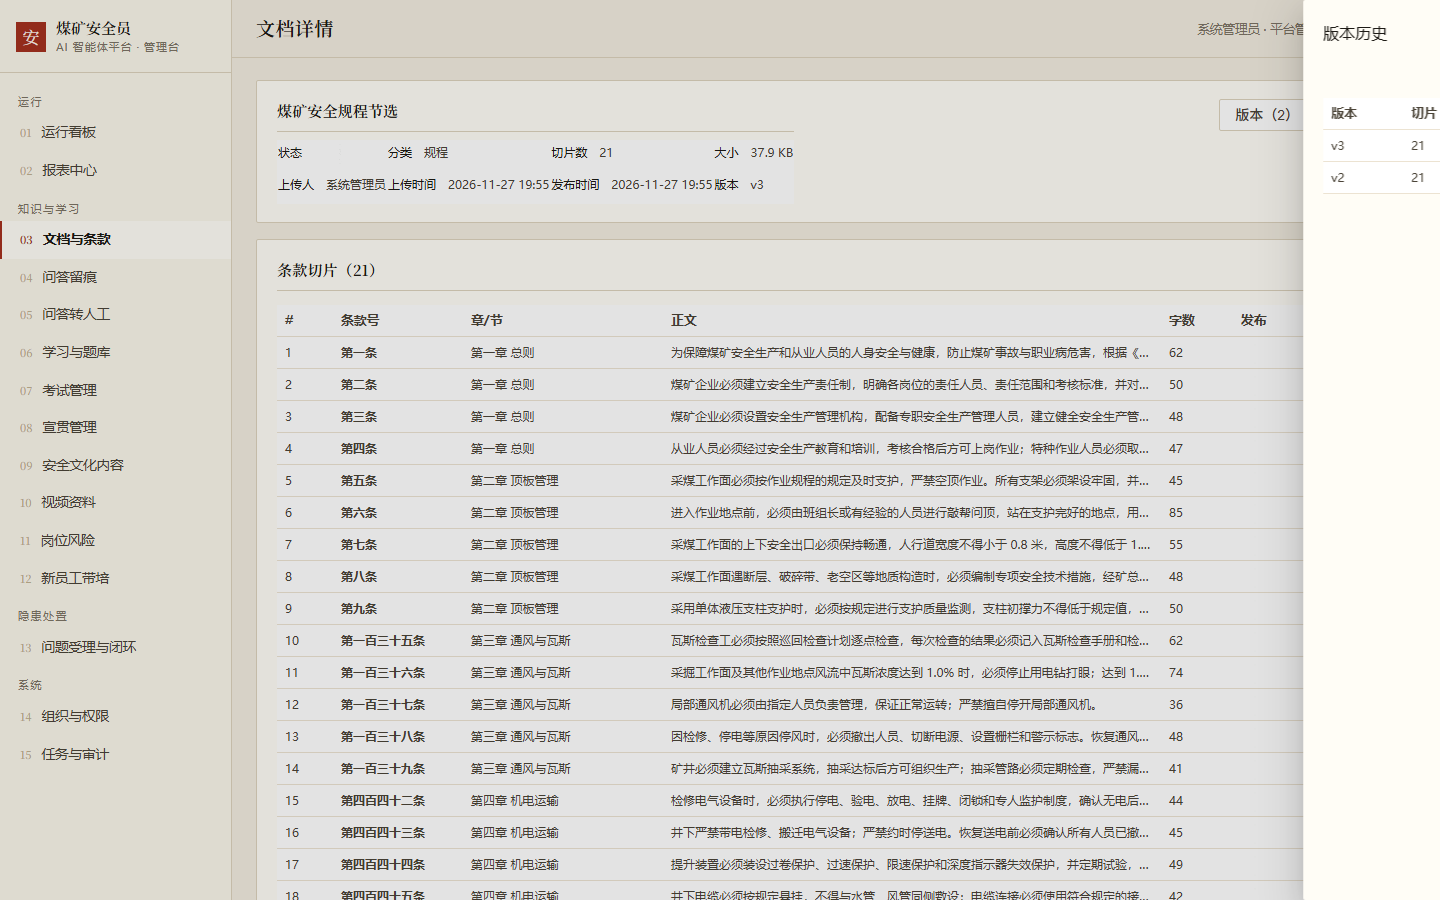 安
煤矿安全员
AI 智能体平台 · 管理台
运行
01 运行看板
02 报表中心
知识与学习
03 文档与条款
04 问答留痕
05 问答转人工
06 学习与题库
07 考试管理
08 宣贯管理
09 安全文化内容
10 视频资料
11 岗位风险
12 新员工带培
隐患处置
13 问题受理与闭环
系统
14 组织与权限
15 任务与审计
文档详情
系统管理员 · 平台管
煤矿安全规程节选
版本（2）
状态 分类 规程 切片数 21 大小 37.9 KB
上传人 系统管理员 上传时间 2026-11-27 19:55 发布时间 2026-11-27 19:55 版本 v3
条款切片（21）
# 条款号 章/节 正文 字数 发布
1 第一条 第一章 总则 为保障煤矿安全生产和从业人员的人身安全与健康，防止煤矿事故与职业病危害，根据《... 62
2 第二条 第一章 总则 煤矿企业必须建立安全生产责任制，明确各岗位的责任人员、责任范围和考核标准，并对... 50
3 第三条 第一章 总则 煤矿企业必须设置安全生产管理机构，配备专职安全生产管理人员，建立健全安全生产管... 48
4 第四条 第一章 总则 从业人员必须经过安全生产教育和培训，考核合格后方可上岗作业；特种作业人员必须取... 47
5 第五条 第二章 顶板管理 采煤工作面必须按作业规程的规定及时支护，严禁空顶作业。所有支架必须架设牢固，并... 45
6 第六条 第二章 顶板管理 进入作业地点前，必须由班组长或有经验的人员进行敲帮问顶，站在支护完好的地点，用... 85
7 第七条 第二章 顶板管理 采煤工作面的上下安全出口必须保持畅通，人行道宽度不得小于 0.8 米，高度不得低于 1.... 55
8 第八条 第二章 顶板管理 采煤工作面遇断层、破碎带、老空区等地质构造时，必须编制专项安全技术措施，经矿总... 48
9 第九条 第二章 顶板管理 采用单体液压支柱支护时，必须按规定进行支护质量监测，支柱初撑力不得低于规定值，... 50
10 第一百三十五条 第三章 通风与瓦斯 瓦斯检查工必须按照巡回检查计划逐点检查，每次检查的结果必须记入瓦斯检查手册和检... 62
11 第一百三十六条 第三章 通风与瓦斯 采掘工作面及其他作业地点风流中瓦斯浓度达到 1.0% 时，必须停止用电钻打眼；达到 1.... 74
12 第一百三十七条 第三章 通风与瓦斯 局部通风机必须由指定人员负责管理，保证正常运转；严禁擅自停开局部通风机。 36
13 第一百三十八条 第三章 通风与瓦斯 因检修、停电等原因停风时，必须撤出人员、切断电源、设置栅栏和警示标志。恢复通风... 48
14 第一百三十九条 第三章 通风与瓦斯 矿井必须建立瓦斯抽采系统，抽采达标后方可组织生产；抽采管路必须定期检查，严禁漏... 41
15 第四百四十二条 第四章 机电运输 检修电气设备时，必须执行停电、验电、放电、挂牌、闭锁和专人监护制度，确认无电后... 44
16 第四百四十三条 第四章 机电运输 井下严禁带电检修、搬迁电气设备；严禁约时停送电。恢复送电前必须确认所有人员已撤... 45
17 第四百四十四条 第四章 机电运输 提升装置必须装设过卷保护、过速保护、限速保护和深度指示器失效保护，并定期试验，... 49
18 第四百四十五条 第四章 机电运输 井下电缆必须按规定悬挂，不得与水管、风管同侧敷设；电缆连接必须使用符合规定的接... 42
版本历史
版本 切片
v3 21
v2 21